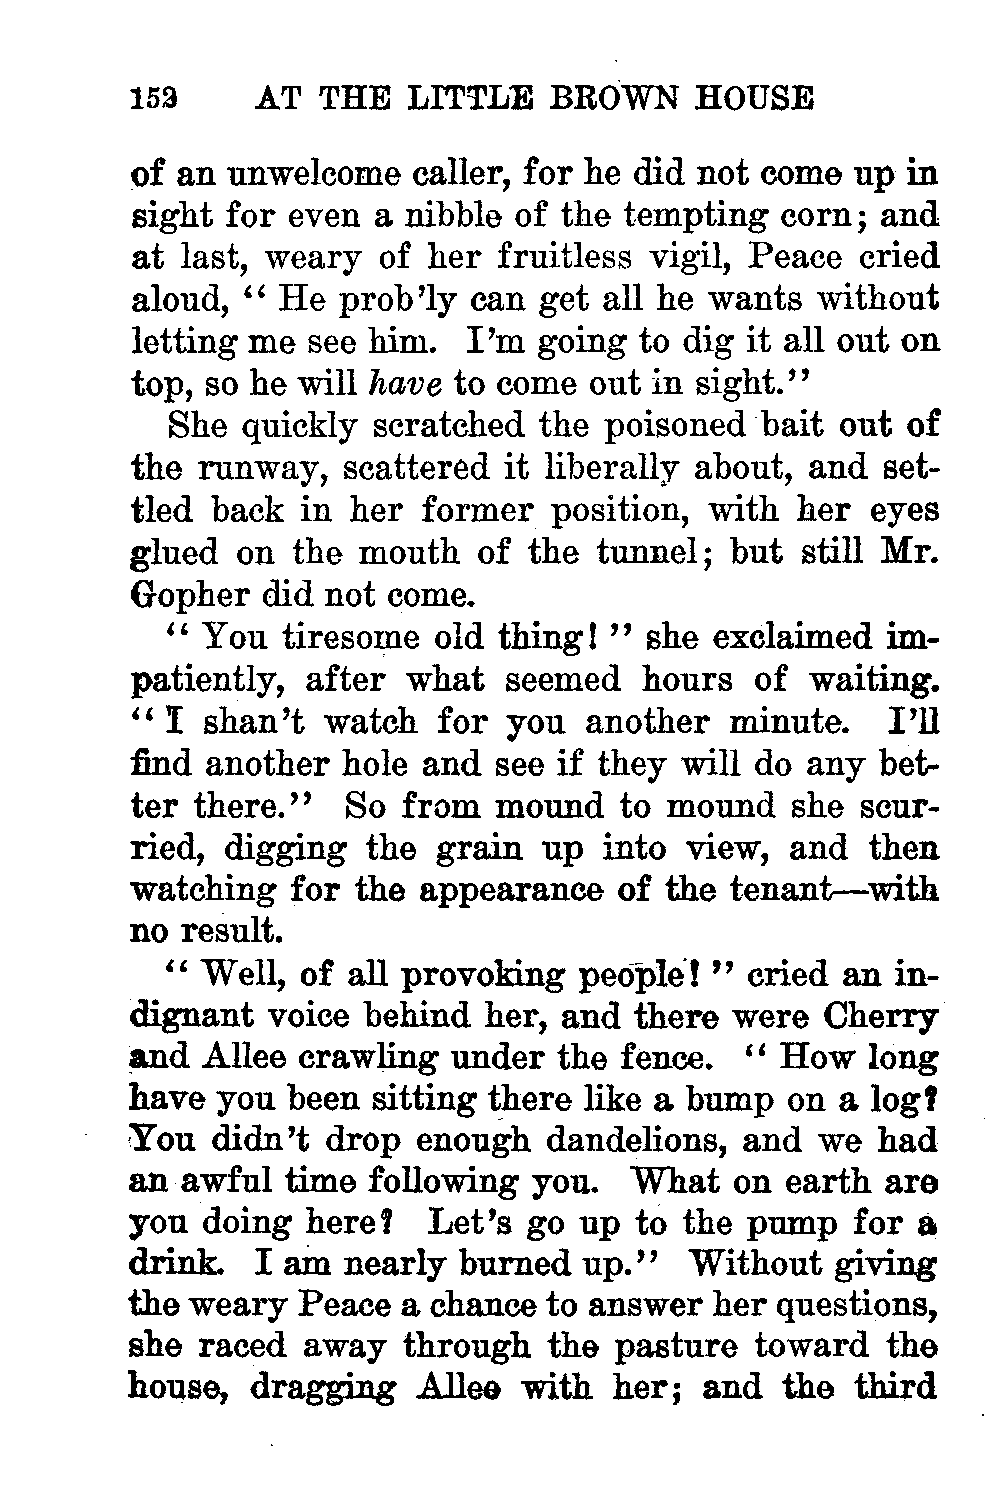 152 AT THE LITTLE BROWN HOUSE
of an unwelcome caller, for he did not come up in
sight for even a nibble of the tempting corn; and
at last, weary of her fruitless vigil, Peace cried
aloud, “ He prob’ly can get all he wants without
letting me see him. I’m going to dig it all out on
top, so he will have to come out in sight.”
She quickly scratched the poisoned bait out of
the runway, scattered it liberally about, and set-
tled back in her former position, with her eyes
glued on the mouth of the tunnel; but still Mr.
Gopher did not come.
“ You tiresome old thing! ” she exclaimed im-
patiently, after what seemed hours of waiting.
“ I shan’t watch for you another minute. I’ll
find another hole and see if they will do any bet-
ter there.” So from mound to mound she scur-
ried, digging the grain up into view, and then
watching for the appearance of the tenant—with
no result.
“ Well, of all provoking people! ” cried an in-
dignant voice behind her, and there were Cherry
and Allee crawling under the fence. “ How long
have you been sitting there like a bump on a log?
You didn’t drop enough dandelions, and we had
an awful time following you. What on earth are
you doing here? Let’s go up to the pump for a
drink. I am nearly burned up.” Without giving
the weary Peace a chance to answer her questions,
she raced away through the pasture toward the
house, dragging Allee with her; and the third